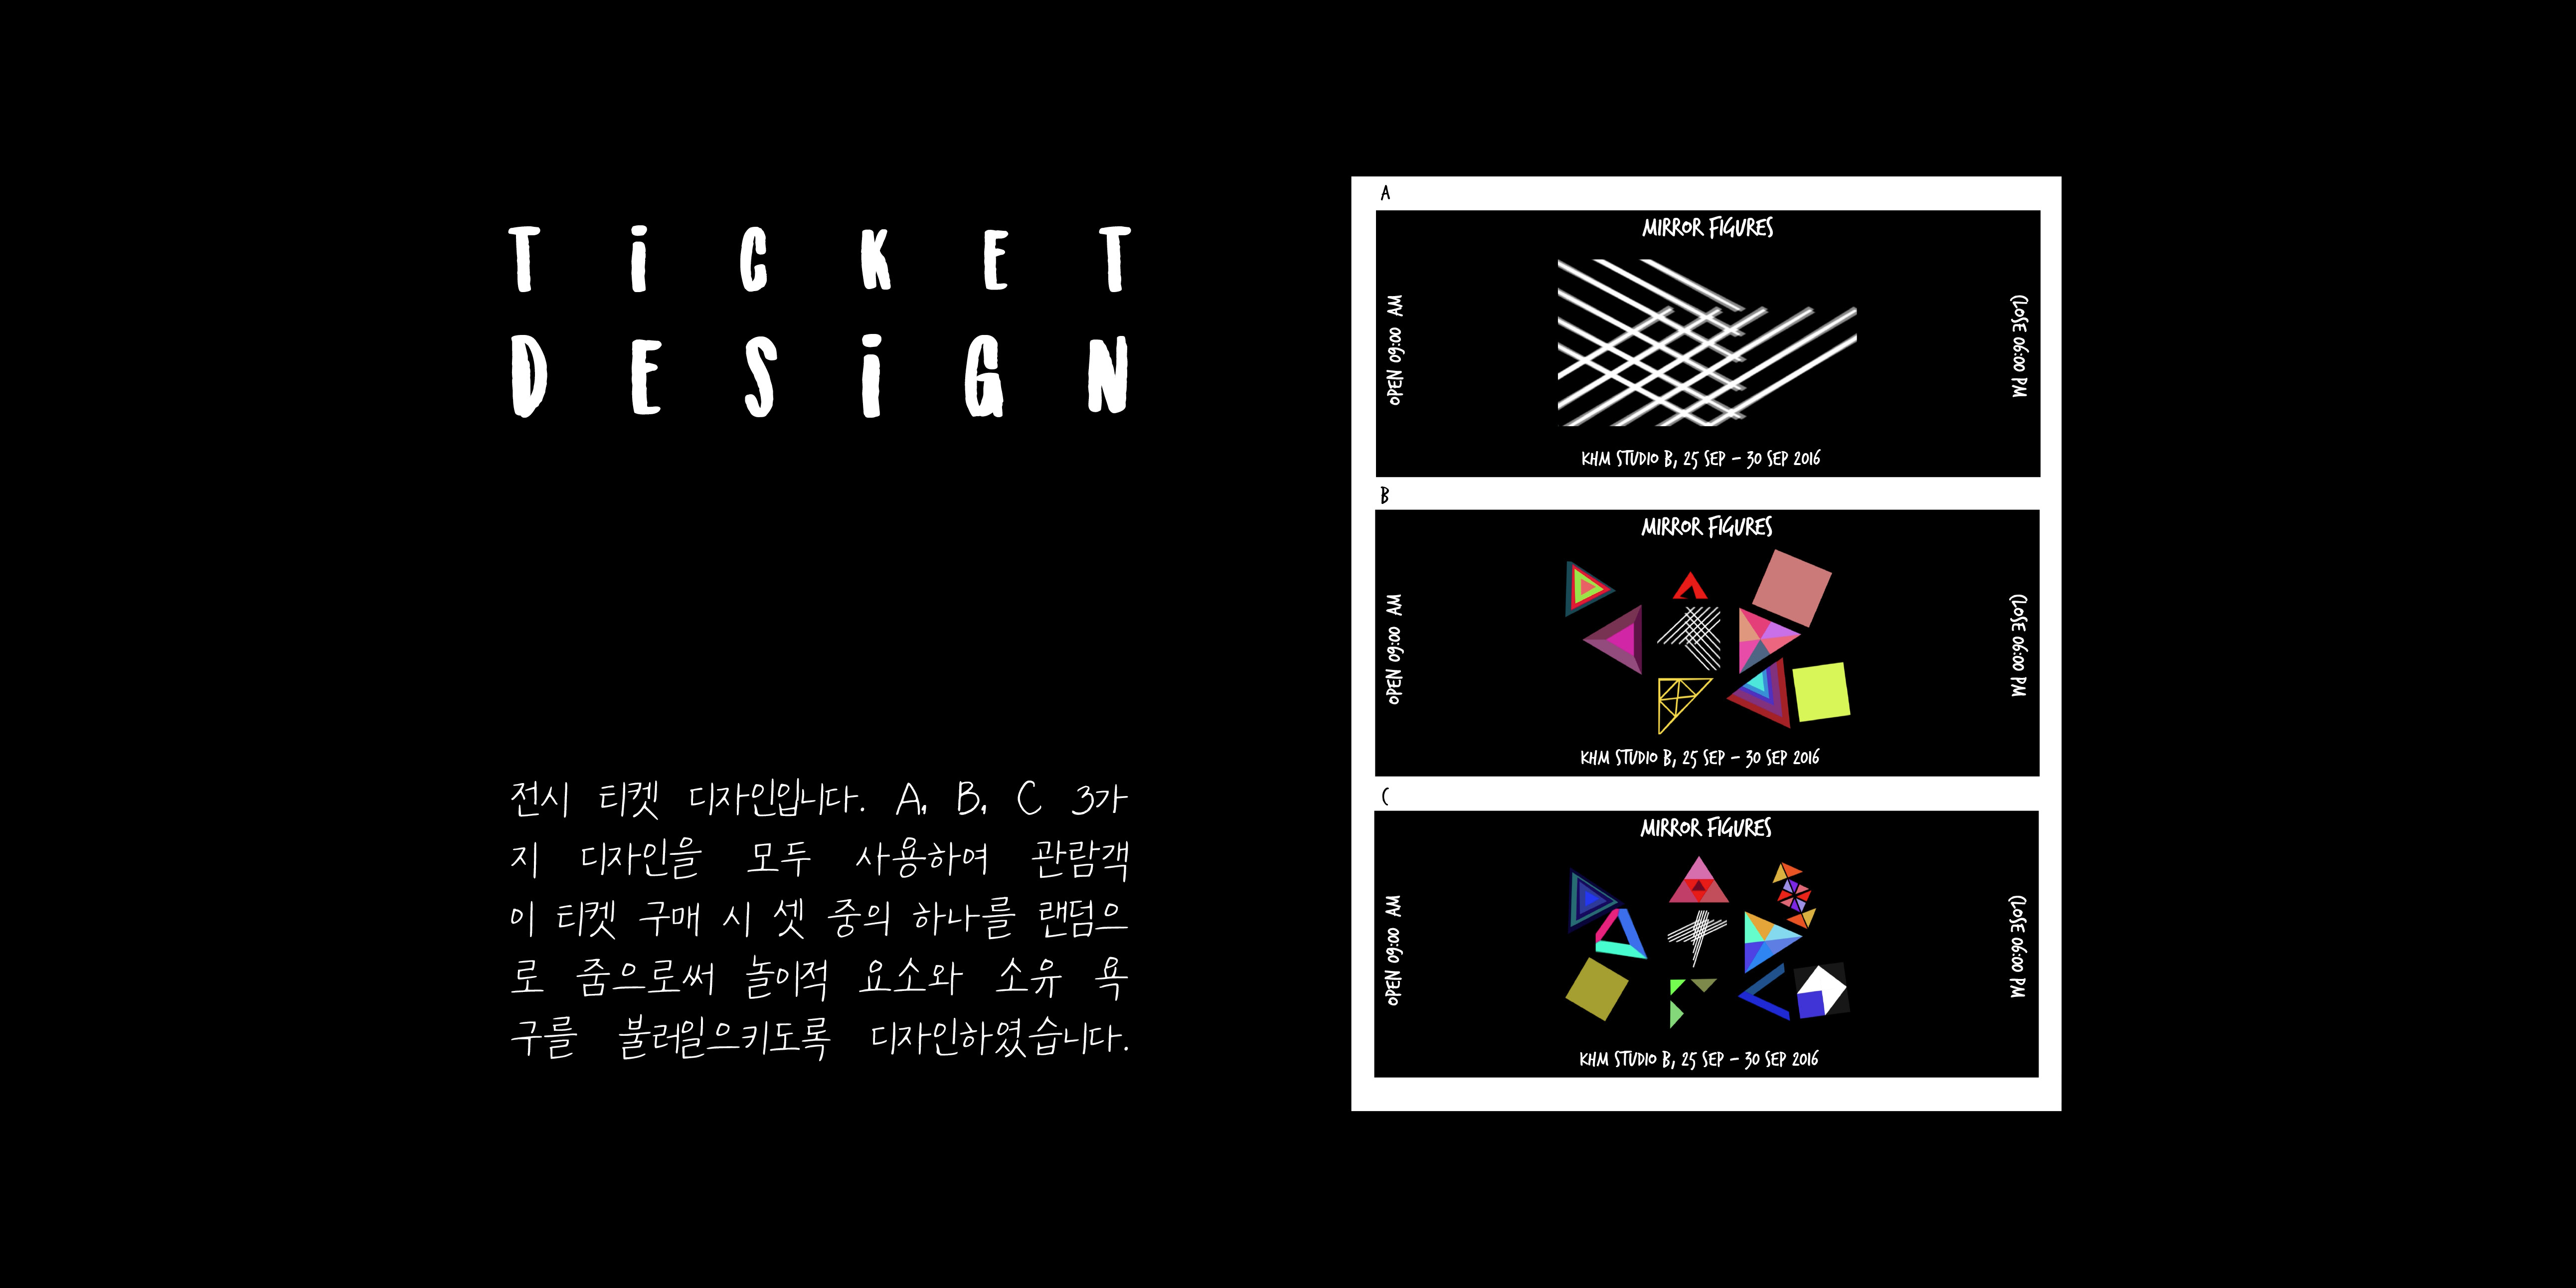 TiCKET
DESiGN
전시 티켓 디자인입니다. A, B, C 3가
지 디자인을 모두 사용하여 관람객
이 티켓 구매 시 셋 중의 하나를 랜덤으
로 줌으로써 놀이적 요소와 소유 욕
구를 불러일으키도록 디자인하였습니다.
A
MIRROR FIGURES
OPEN 09:00 AM
CLOSE 06:00 PM
KHM STUDIO B, 25 SEP – 30 SEP 2016
B
MIRROR FIGURES
OPEN 09:00 AM
CLOSE 06:00 PM
KHM STUDIO B, 25 SEP – 30 SEP 2016
C
MIRROR FIGURES
OPEN 09:00 AM
CLOSE 06:00 PM
KHM STUDIO B, 25 SEP – 30 SEP 2016